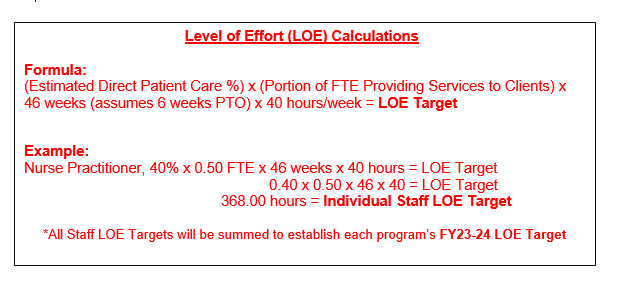 Level of Effort (LOE) Calculations
Formula:
(Estimated Direct Patient Care %) x (Portion of FTE Providing Services to Clients) x
46 weeks (assumes 6 weeks PTO) x 40 hours/week = LOE Target
Example:
Nurse Practitioner, 40% x 0.50 FTE x 46 weeks x 40 hours = LOE Target
0.40 x 0.50 x 46 x 40 = LOE Target
368.00 hours = Individual Staff LOE Target
*All Staff LOE Targets will be summed to establish each program's FY23-24 LOE Target